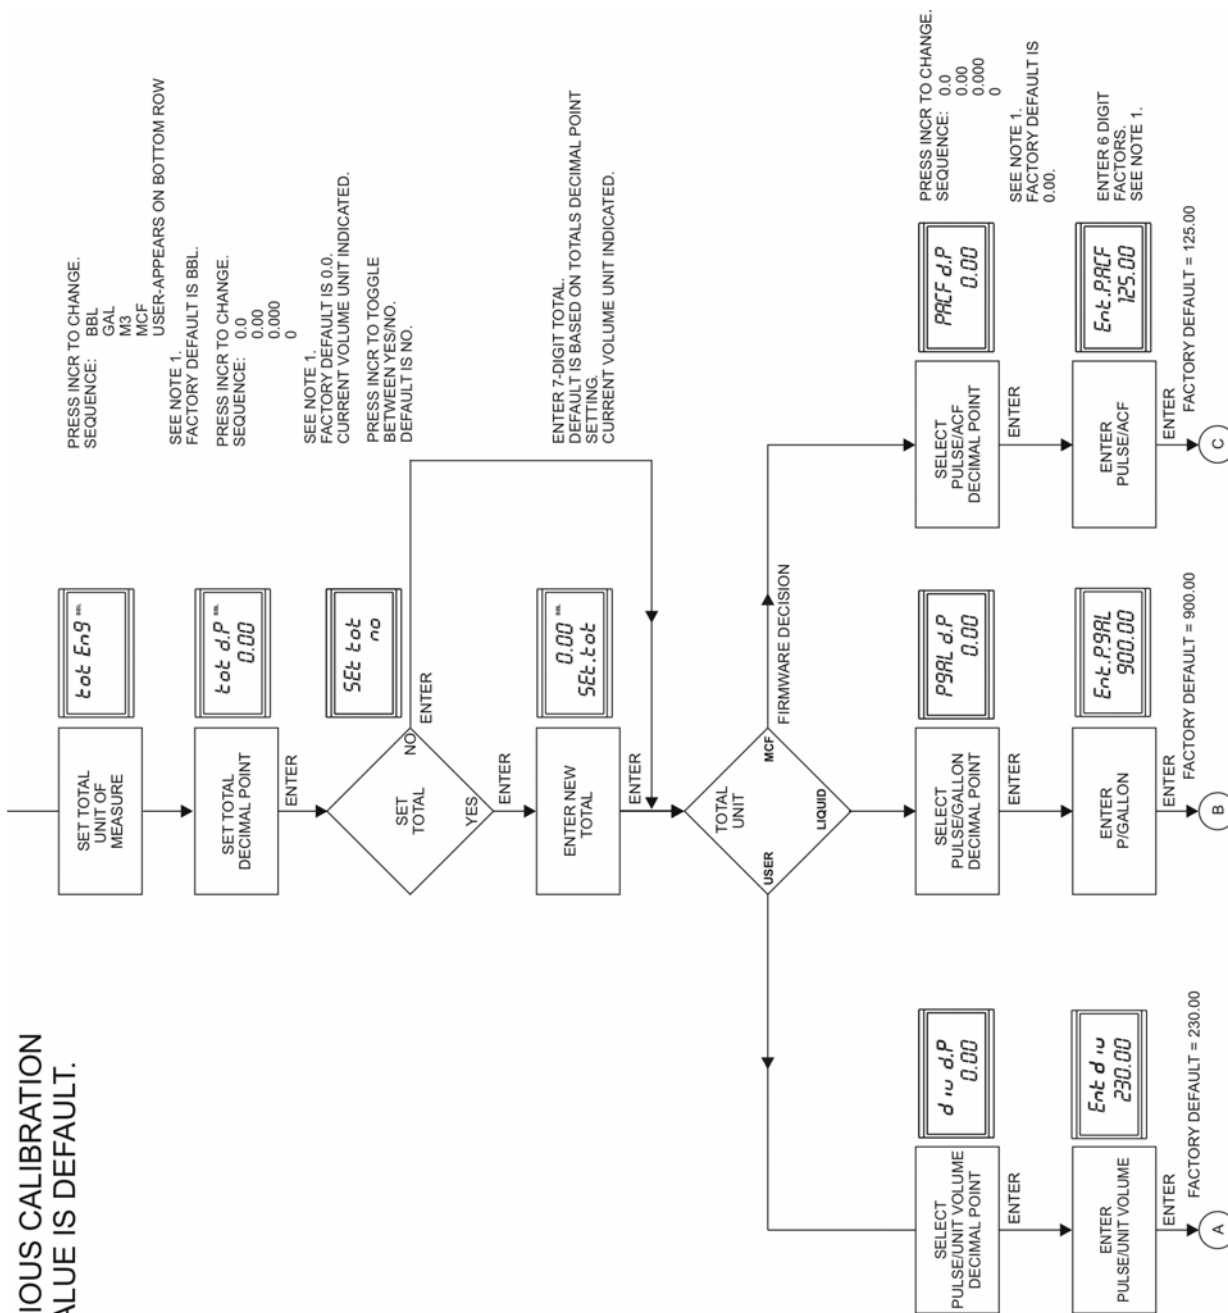 IOUS CALIBRATION
ALUE IS DEFAULT.
SET TOTAL
UNIT OF
MEASURE
tot Eng BBL
PRESS INCR TO CHANGE.
SEQUENCE: BBL
GAL
M3
MCF
USER-APPEARS ON BOTTOM ROW
SEE NOTE 1.
FACTORY DEFAULT IS BBL.
SET TOTAL
DECIMAL POINT
tot d.P BBL
0.00
PRESS INCR TO CHANGE.
SEQUENCE: 0.0
0.00
0.000
0
SEE NOTE 1.
FACTORY DEFAULT IS 0.0.
CURRENT VOLUME UNIT INDICATED.
ENTER
SET
TOTAL
YES
NO
ENTER
SEt tot
no
PRESS INCR TO TOGGLE
BETWEEN YES/NO.
DEFAULT IS NO.
ENTER
ENTER NEW
TOTAL
0.00 BBL
SEt.tot
ENTER 7-DIGIT TOTAL.
DEFAULT IS BASED ON TOTALS DECIMAL POINT
SETTING.
CURRENT VOLUME UNIT INDICATED.
ENTER
TOTAL
UNIT
USER
LIQUID
MCF
FIRMWARE DECISION
SELECT
PULSE/UNIT VOLUME
DECIMAL POINT
div d.P
0.00
ENTER
ENTER
PULSE/UNIT VOLUME
Ent div
230.00
ENTER
FACTORY DEFAULT = 230.00
A
SELECT
PULSE/GALLON
DECIMAL POINT
PGAL d.P
0.00
ENTER
ENTER
P/GALLON
Ent.P.GAL
900.00
ENTER
FACTORY DEFAULT = 900.00
B
SELECT
PULSE/ACF
DECIMAL POINT
PACF d.P
0.00
PRESS INCR TO CHANGE.
SEQUENCE: 0.0
0.00
0.000
0
SEE NOTE 1.
FACTORY DEFAULT IS
0.00.
ENTER
ENTER
PULSE/ACF
Ent.PACF
125.00
ENTER 6 DIGIT
FACTORS.
SEE NOTE 1.
ENTER
FACTORY DEFAULT = 125.00
C